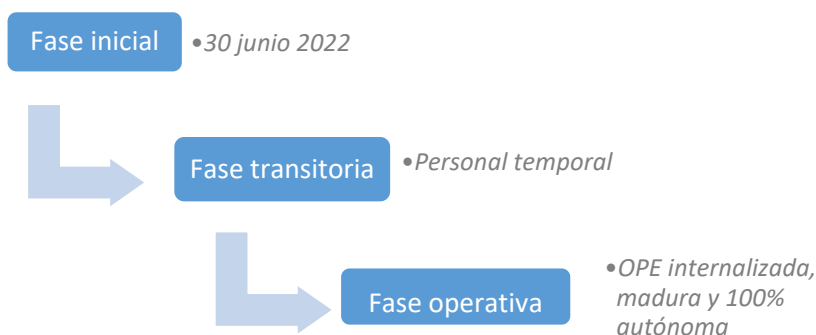 Fase inicial
•30 junio 2022
Fase transitoria
•Personal temporal
Fase operativa
•OPE internalizada,
madura y 100%
autónoma